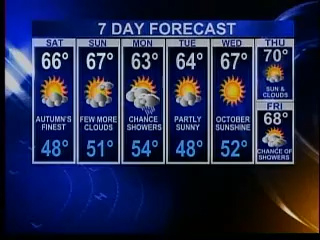 7 DAY FORECAST
SAT SUN MON TUE WED THU
66° 67° 63° 64° 67° 70°
SUN & CLOUDS
FRI
68°
AUTUMN'S FINEST
FEW MORE CLOUDS
CHANCE SHOWERS
PARTLY SUNNY
OCTOBER SUNSHINE
CHANCE OF SHOWERS
48° 51° 54° 48° 52°